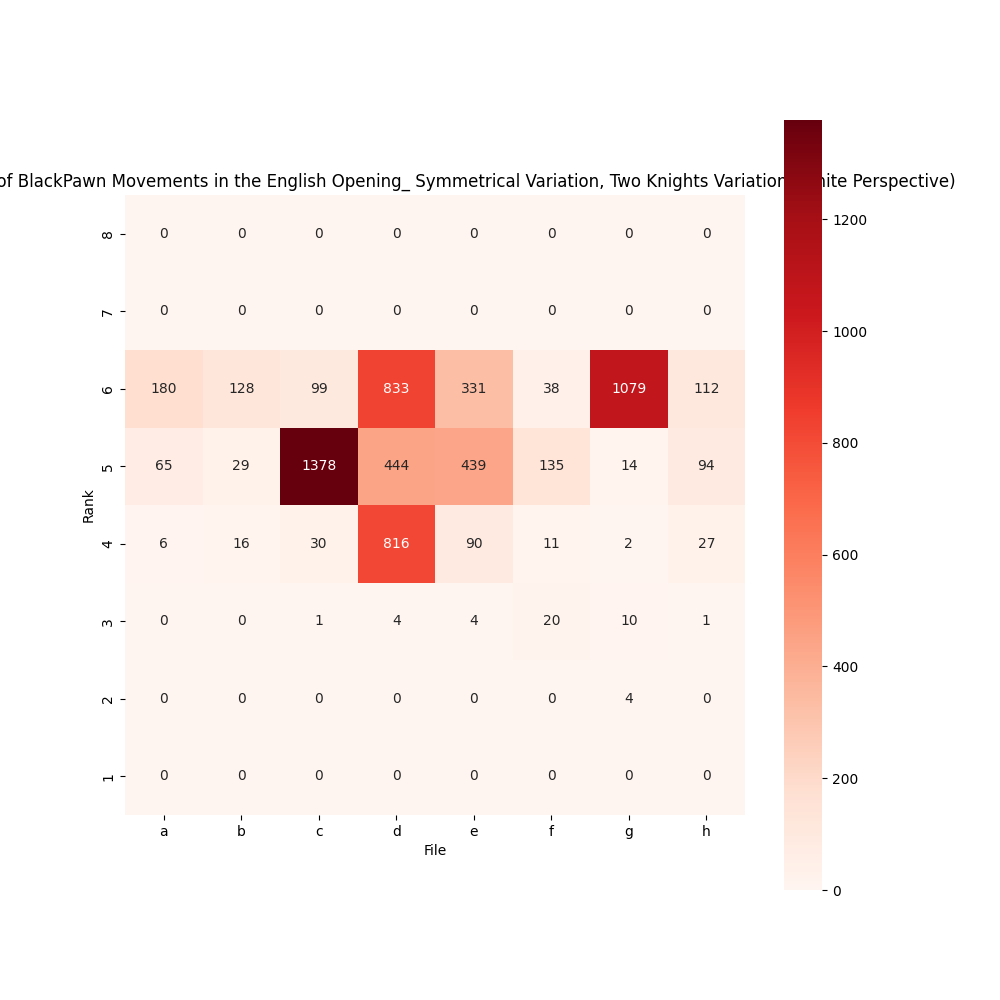 of BlackPawn Movements in the English Opening_ Symmetrical Variation, Two Knights Variation Perspective)
8 0 0 0 0 0 0 0 0
7 0 0 0 0 0 0 0 0
6 180 128 99 833 331 38 1079 112
5 65 29 1378 444 439 135 14 94
4 6 16 30 816 90 11 2 27
3 0 0 1 4 4 20 10 1
2 0 0 0 0 0 0 4 0
1 0 0 0 0 0 0 0 0
a b c d e f g h
File
Rank
1200
1000
800
600
400
200
0